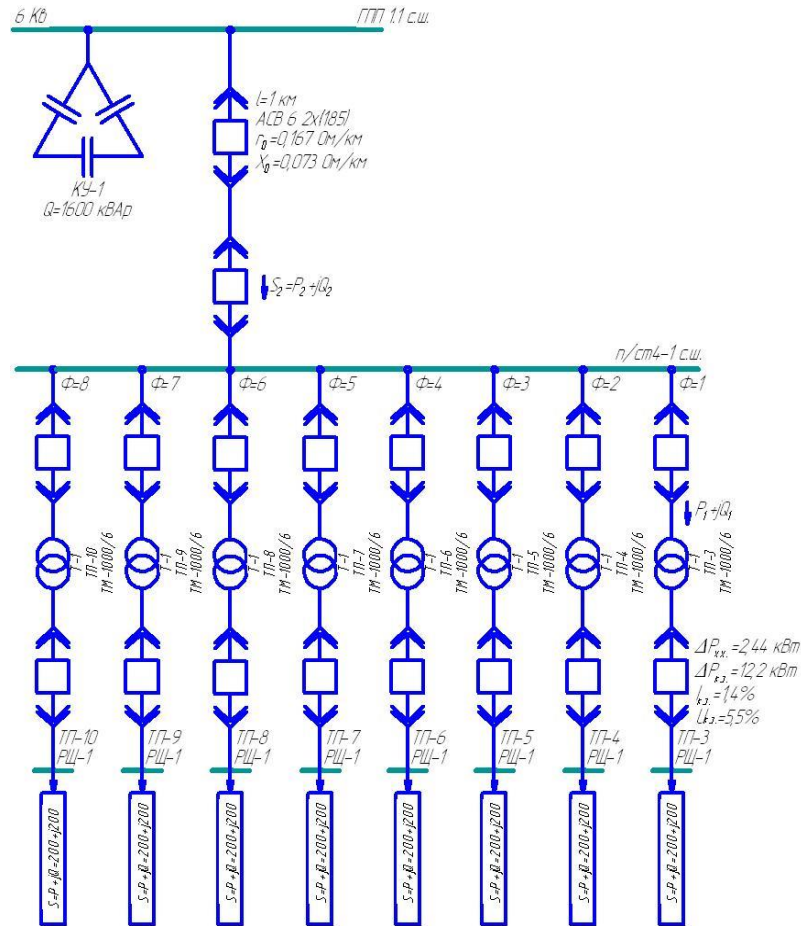 6 Кв
ГПП 1.1 с.ш.
l=1 км
АСВ 6 2х(185)
r₀=0,167 Ом/км
X₀=0,073 Ом/км
КУ-1
Q=1600 кВАр
S₂=P₂+jQ₂
п/ст4-1 с.ш.
Ф=8
Ф=7
Ф=6
Ф=5
Ф=4
Ф=3
Ф=2
Ф=1
P₁+jQ₁
Т-1
ТП-10
ТМ-1000/6
Т-1
ТП-9
ТМ-1000/6
Т-1
ТП-8
ТМ-1000/6
Т-1
ТП-7
ТМ-1000/6
Т-1
ТП-6
ТМ-1000/6
Т-1
ТП-5
ТМ-1000/6
Т-1
ТП-4
ТМ-1000/6
Т-1
ТП-3
ТМ-1000/6
ΔPх.х.=2,44 кВт
ΔPк.з.=12,2 кВт
Iх.з.=1,4%
Uк.з.=5,5%
ТП-10
РЩ-1
ТП-9
РЩ-1
ТП-8
РЩ-1
ТП-7
РЩ-1
ТП-6
РЩ-1
ТП-5
РЩ-1
ТП-4
РЩ-1
ТП-3
РЩ-1
S=P+jQ=200+j200
S=P+jQ=200+j200
S=P+jQ=200+j200
S=P+jQ=200+j200
S=P+jQ=200+j200
S=P+jQ=200+j200
S=P+jQ=200+j200
S=P+jQ=200+j200